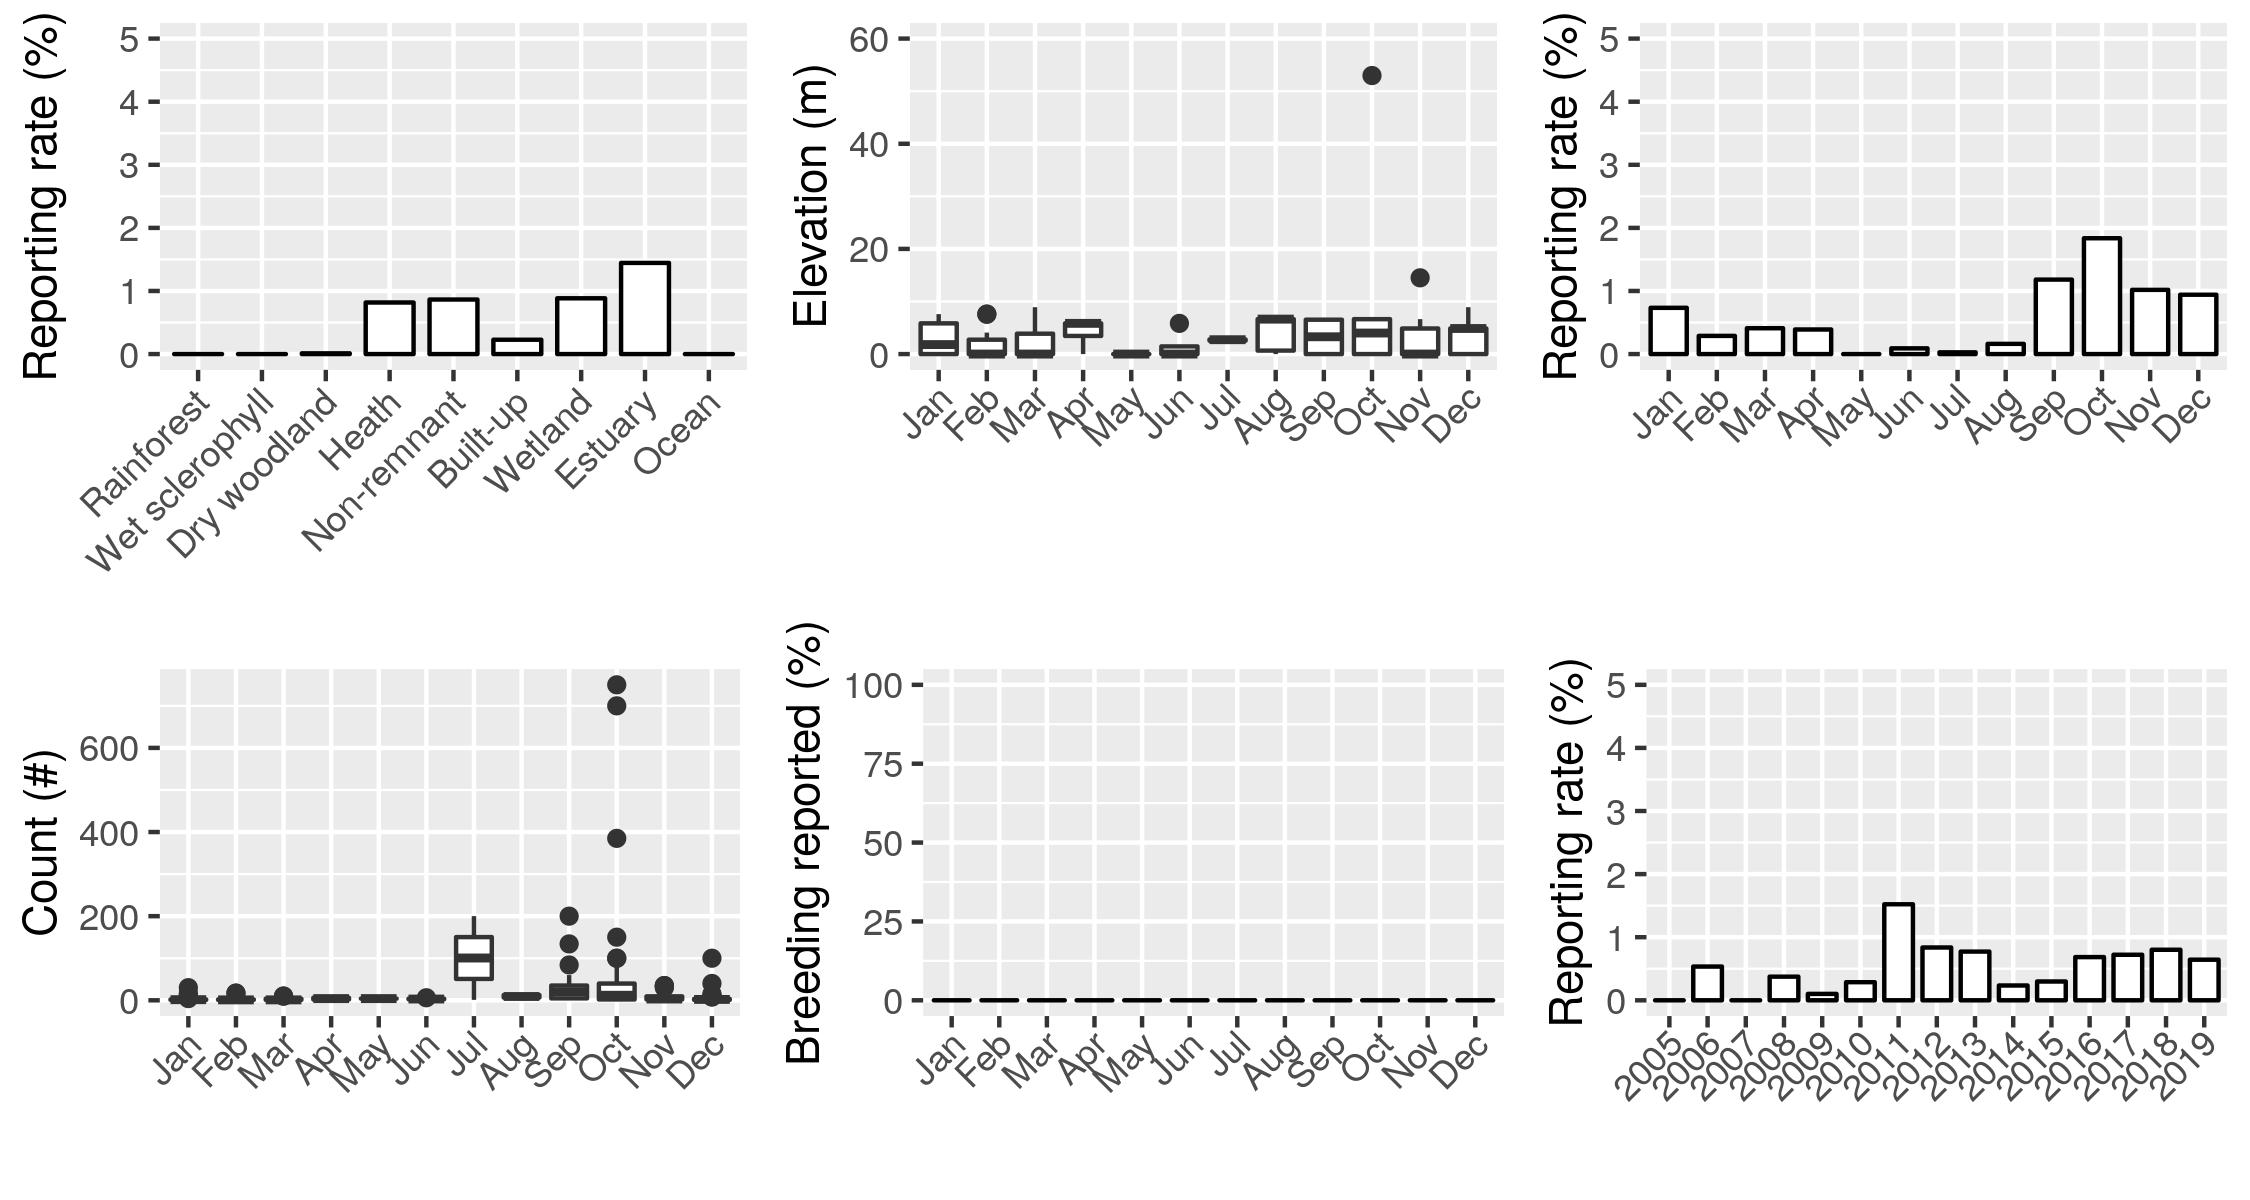 Reporting rate (%)
5
4
3
2
1
0
Rainforest
Wet sclerophyll
Dry woodland
Heath
Non-remnant
Built-up
Wetland
Estuary
Ocean
Elevation (m)
60
40
20
0
Jan
Feb
Mar
Apr
May
Jun
Jul
Aug
Sep
Oct
Nov
Dec
Reporting rate (%)
5
4
3
2
1
0
Jan
Feb
Mar
Apr
May
Jun
Jul
Aug
Sep
Oct
Nov
Dec
Count (#)
600
400
200
0
Jan
Feb
Mar
Apr
May
Jun
Jul
Aug
Sep
Oct
Nov
Dec
Breeding reported (%)
100
75
50
25
0
Jan
Feb
Mar
Apr
May
Jun
Jul
Aug
Sep
Oct
Nov
Dec
Reporting rate (%)
5
4
3
2
1
0
2005
2006
2007
2008
2009
2010
2011
2012
2013
2014
2015
2016
2017
2018
2019